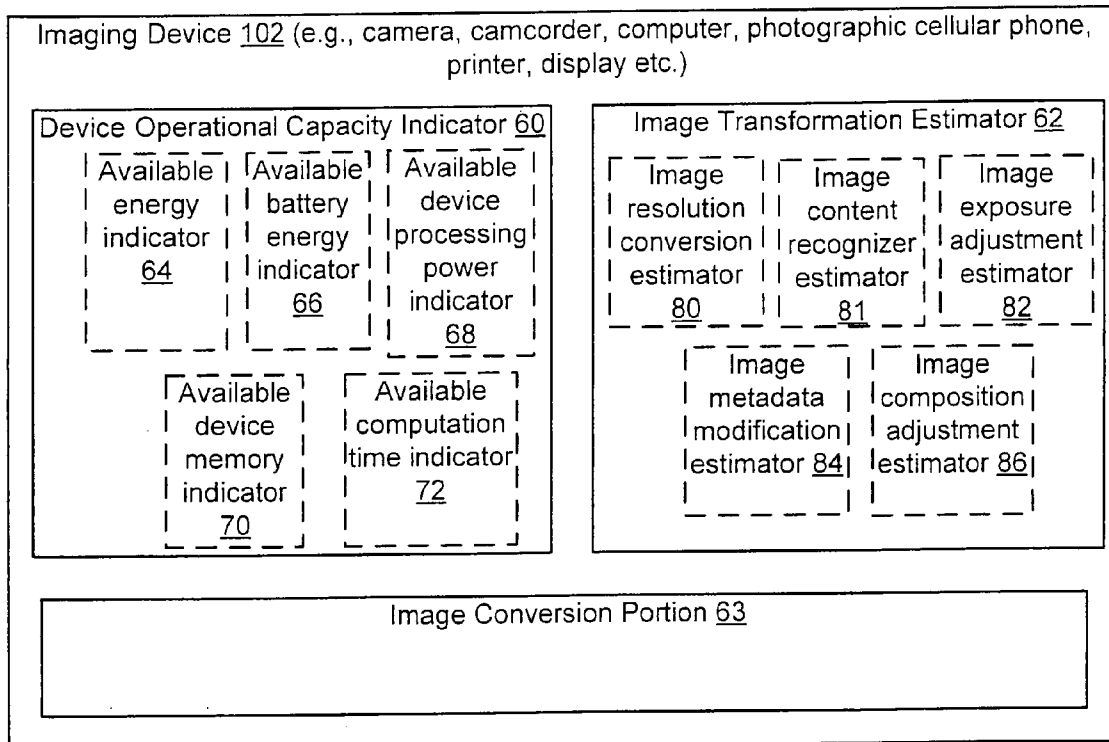 Imaging Device 102 (e.g., camera, camcorder, computer, photographic cellular phone,
printer, display etc.)
Device Operational Capacity Indicator 60
Available
energy
indicator
64
Available
battery
energy
indicator
66
Available
device
processing
power
indicator
68
Available
device
memory
indicator
70
Available
computation
time indicator
72
Image Transformation Estimator 62
Image
resolution
conversion
estimator
80
Image
content
recognizer
estimator
81
Image
exposure
adjustment
estimator
82
Image
metadata
modification
estimator 84
Image
composition
adjustment
estimator 86
Image Conversion Portion 63